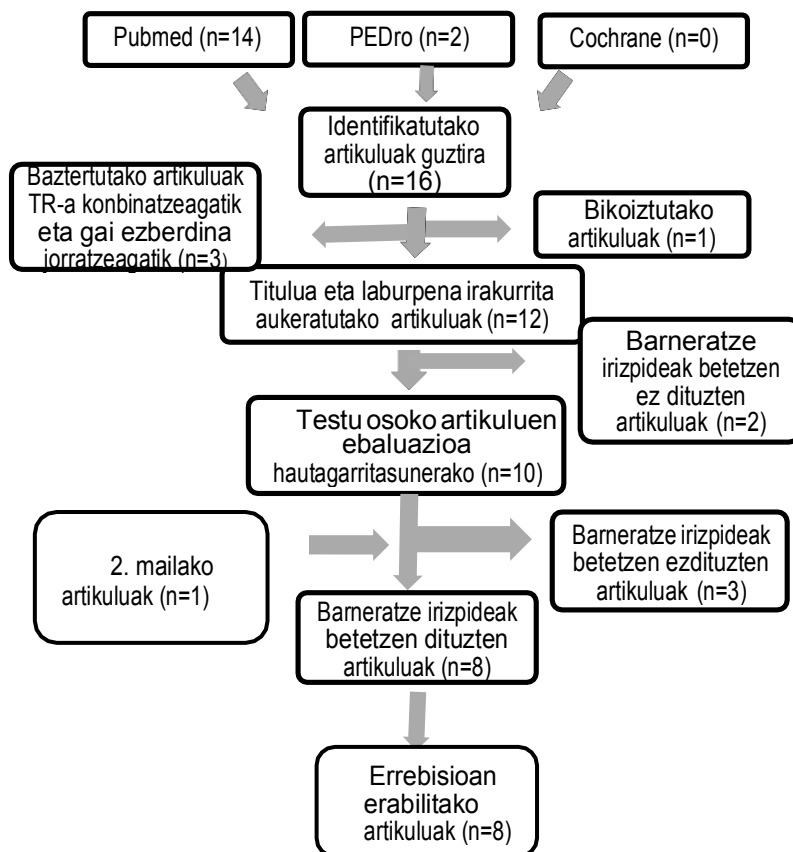 Pubmed (n=14)
PEDro (n=2)
Cochrane (n=0)
Identifikatutako
artikuluak guztira
(n=16)
Baztertutako artikuluak
TR-a konbinatzeagatik
eta gai ezberdina
jorratzeagatik (n=3)
Bikoiztutako
artikuluak (n=1)
Titulua eta laburpena irakurrita
aukeratutako artikuluak (n=12)
Barneratze
irizpideak betetzen
ez dituzten
artikuluak (n=2)
Testu osoko artikuluen
ebaluazioa
hautagarritasunerako (n=10)
2. mailako
artikuluak (n=1)
Barneratze irizpideak
betetzen ezdituzten
artikuluak (n=3)
Barneratze irizpideak
betetzen dituzten
artikuluak (n=8)
Errebisioan
erabilitako
artikuluak (n=8)